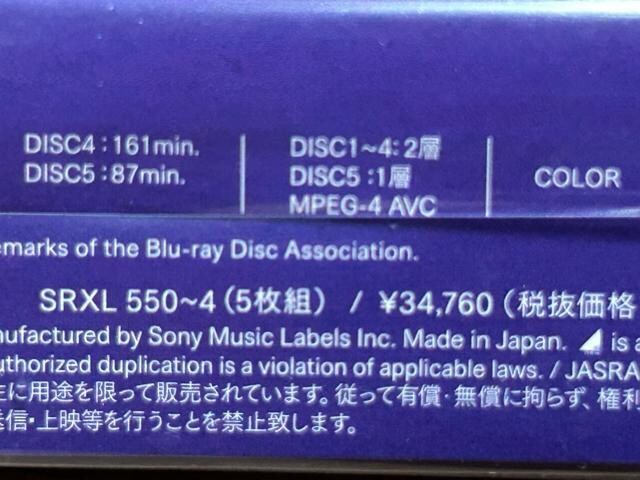 DISC4:161min.
DISC5:87min.
DISC1~4:2層
DISC5:1層
MPEG-4 AVC
COLOR
emarks of the Blu-ray Disc Association.
SRXL 550~4(5枚組) / ¥34,760(税抜価格
nufactured by Sony Music Labels Inc. Made in Japan. is a
uthorized duplication is a violation of applicable laws. / JASRA
生に用途を限って販売されています。従って有償・無償に拘らず、権利
送信・上映等を行うことを禁止致します。